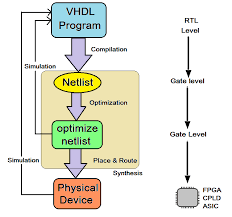 VHDL
Program
RTL
Level
Simulation
Compilation
Netlist
Gate level
Optimization
optimize
netlist
Gate Level
Simulation
Place & Route
Synthesis
Physical
Device
FPGA
CPLD
ASIC